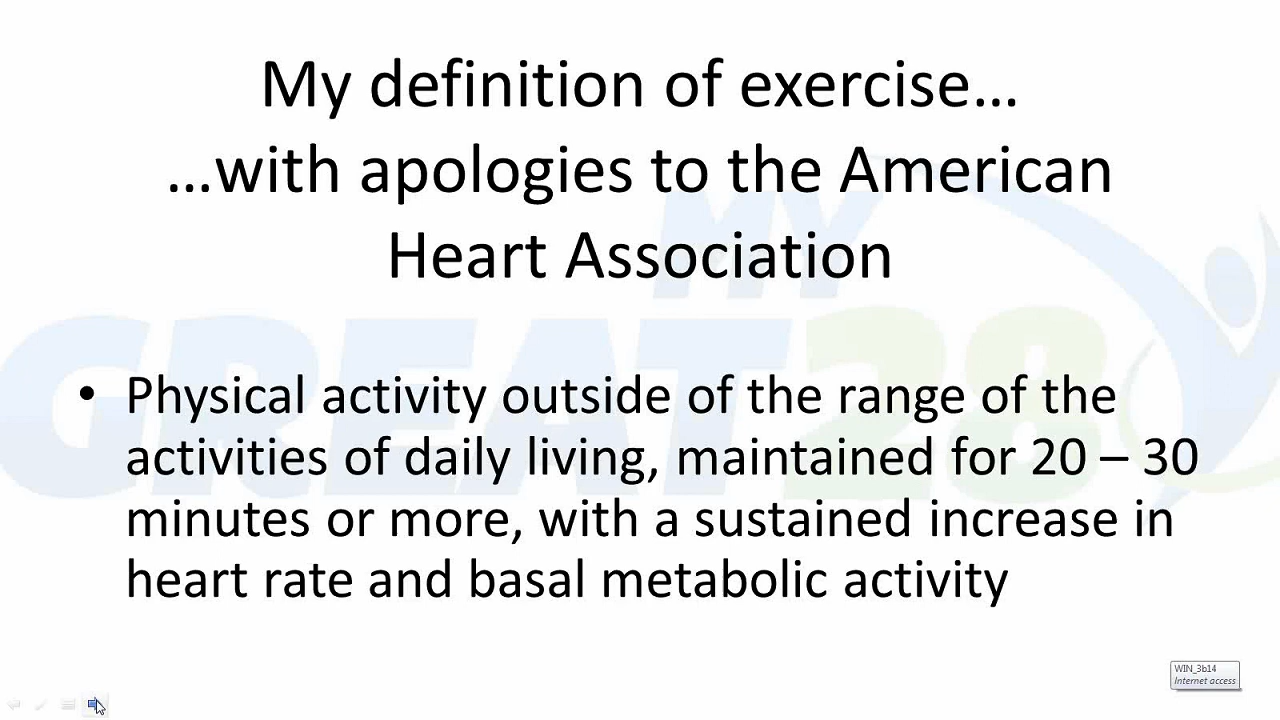 My definition of exercise…
…with apologies to the American
Heart Association
MY
GREAT28
• Physical activity outside of the range of the
activities of daily living, maintained for 20 – 30
minutes or more, with a sustained increase in
heart rate and basal metabolic activity
WIN_3b14
Internet access